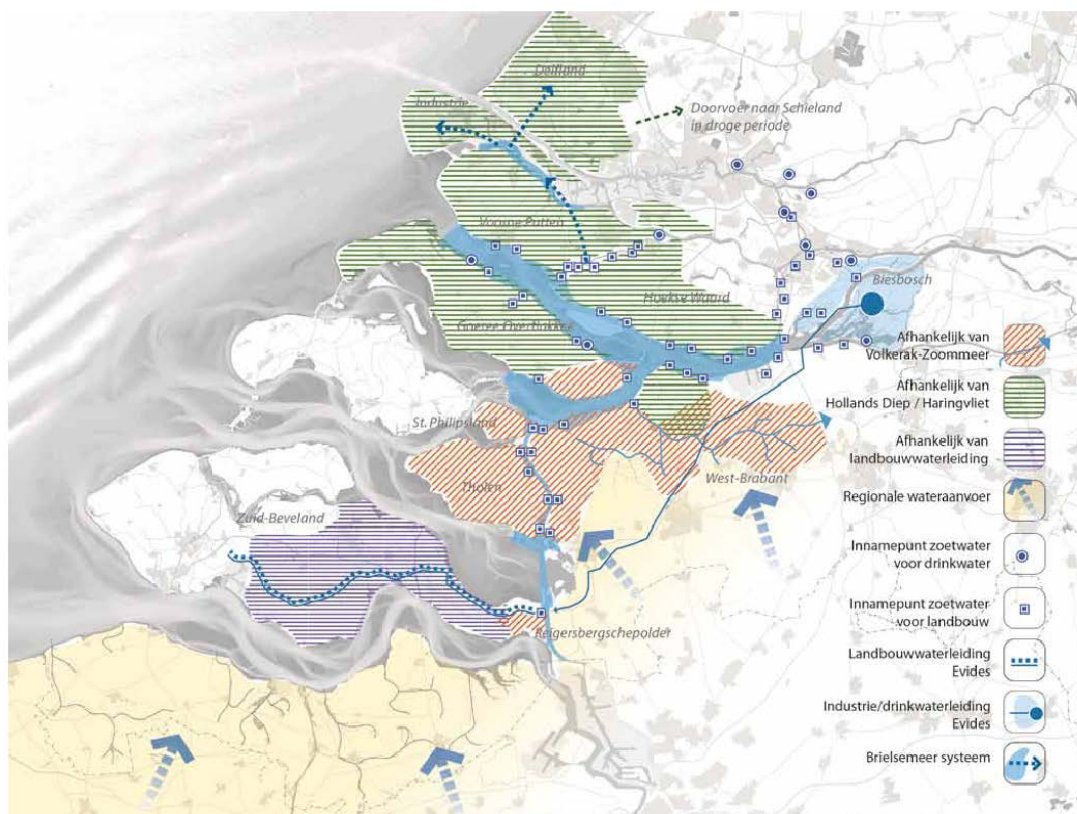 Delfland
Industrie
Doorvoer naar Schieland
in droge periode
Voorne Putten
Biesbosch
Hoekse Waard
Goeree Overflakkee
St. Philipsland
Tholen
West-Brabant
Zuid-Beveland
Reigersbergschepolder
Afhankelijk van
Volkerak-Zoommeer
Afhankelijk van
Hollands Diep / Haringvliet
Afhankelijk van
landbouwwaterleiding
Regionale wateraanvoer
Innamepunt zoetwater
voor drinkwater
Innamepunt zoetwater
voor landbouw
Landbouwwaterleiding
Evides
Industrie/drinkwaterleiding
Evides
Brielsemeer systeem